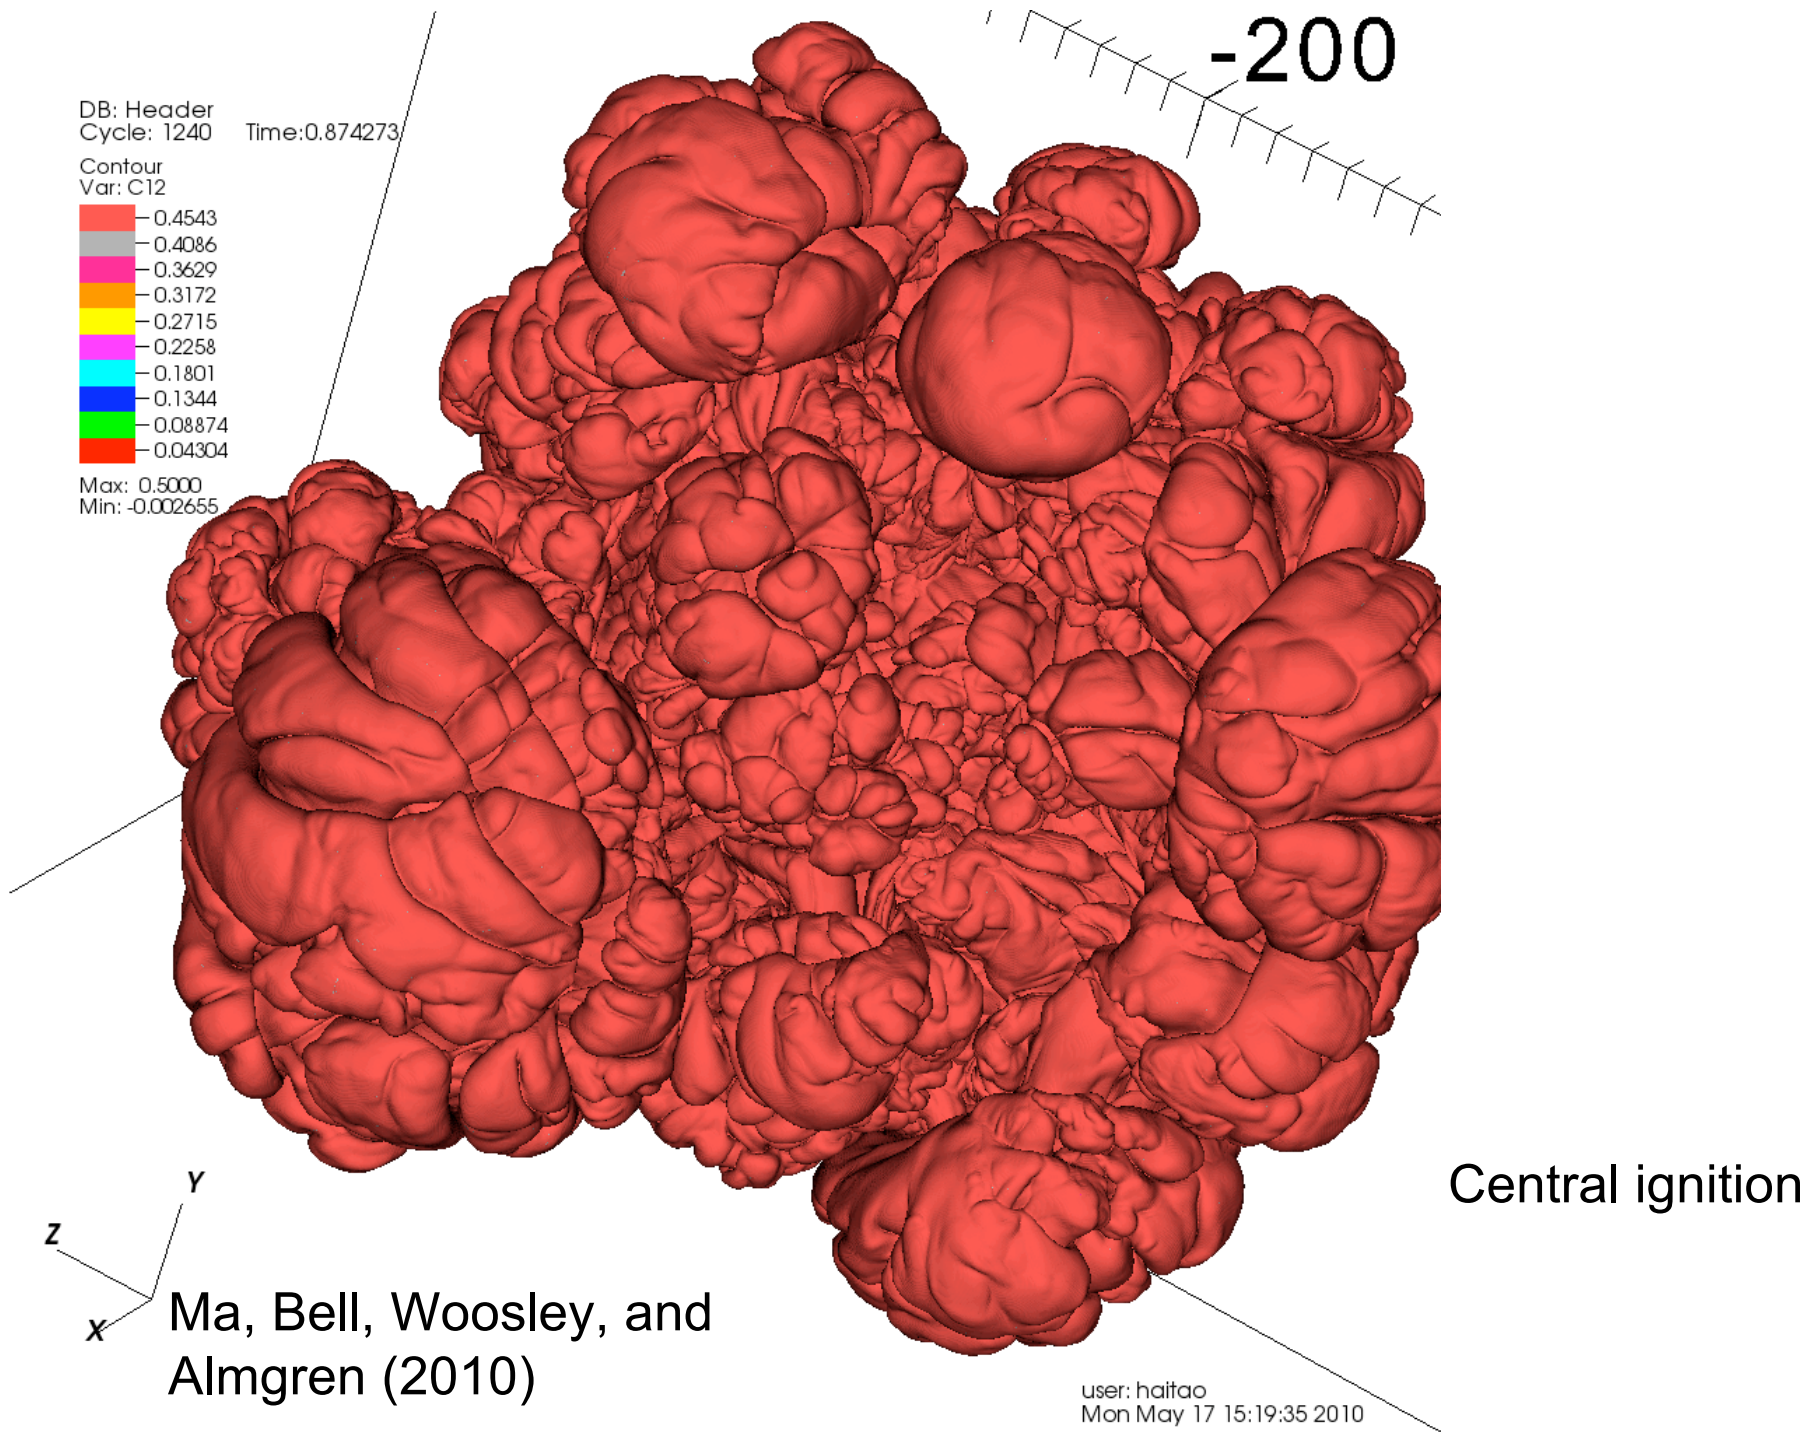 -200
DB: Header
Cycle: 1240 Time:0.874273
Contour
Var: C12
0.4543
0.4086
0.3629
0.3172
0.2715
0.2258
0.1801
0.1344
0.08874
0.04304
Max: 0.5000
Min: -0.002655
Central ignition
Y
Z
X
Ma, Bell, Woosley, and
Almgren (2010)
user: haitao
Mon May 17 15:19:35 2010